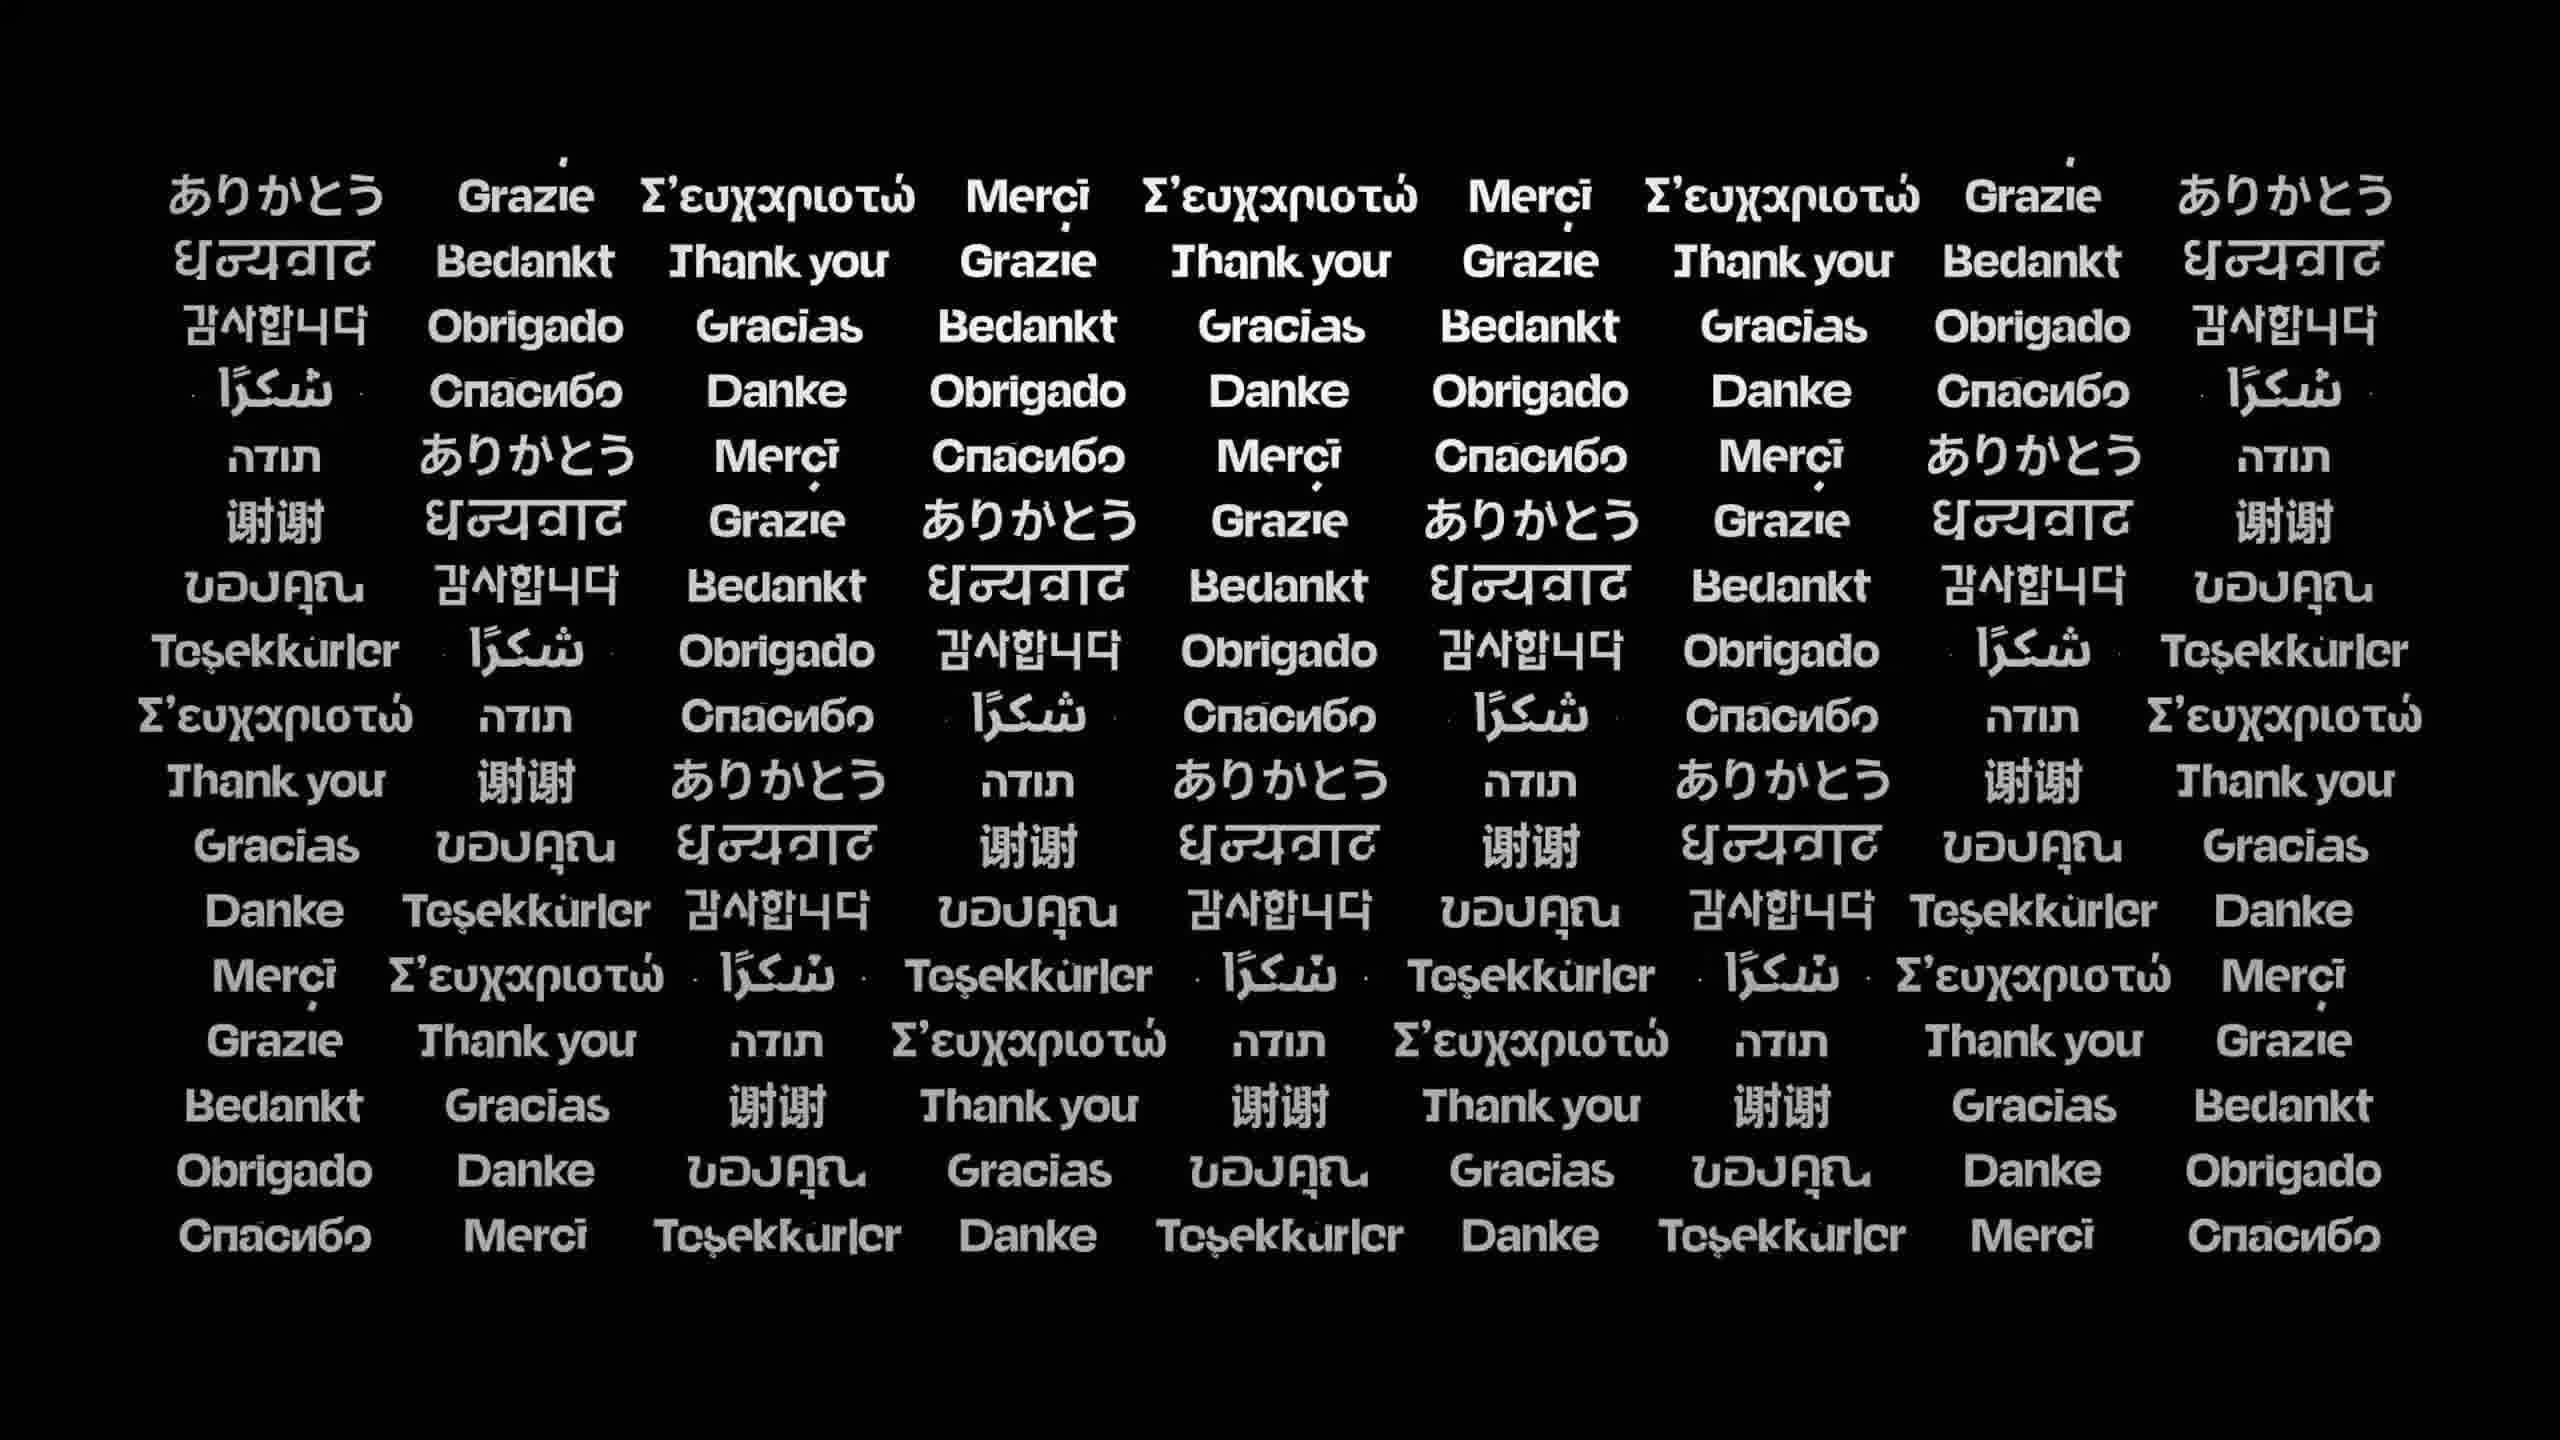 ありがとう Grazie Σ’ευχαριστώ Merci Σ’ευχαριστώ Merci Σ’ευχαριστώ Grazie ありがとう
धन्यवाद Bedankt Thank you Grazie Thank you Grazie Thank you Bedankt धन्यवाद
감사합니다 Obrigado Gracias Bedankt Gracias Bedankt Gracias Obrigado 감사합니다
شكرًا Спасибо Danke Obrigado Danke Obrigado Danke Спасибо شكرًا
תודה ありがとう Merci Спасибо Merci Спасибо Merci ありがとう תודה
谢谢 धन्यवाद Grazie ありがとう Grazie ありがとう Grazie धन्यवाद 谢谢
ขอบคุณ 감사합니다 Bedankt धन्यवाद Bedankt धन्यवाद Bedankt 감사합니다 ขอบคุณ
Teşekkürler شكرًا Obrigado 감사합니다 Obrigado 감사합니다 Obrigado شكرًا Teşekkürler
Σ’ευχαριστώ תודה Спасибо شكرًا Спасибо شكرًا Спасибо תודה Σ’ευχαριστώ
Thank you 谢谢 ありがとう תודה ありがとう תודה ありがとう 谢谢 Thank you
Gracias ขอบคุณ धन्यवाद 谢谢 धन्यवाद 谢谢 धन्यवाद ขอบคุณ Gracias
Danke Teşekkürler 감사합니다 ขอบคุณ 감사합니다 ขอบคุณ 감사합니다 Teşekkürler Danke
Merci Σ’ευχαριστώ شكرًا Teşekkürler شكرًا Teşekkürler شكرًا Σ’ευχαριστώ Merci
Grazie Thank you תודה Σ’ευχαριστώ תודה Σ’ευχαριστώ תודה Thank you Grazie
Bedankt Gracias 谢谢 Thank you 谢谢 Thank you 谢谢 Gracias Bedankt
Obrigado Danke ขอบคุณ Gracias ขอบคุณ Gracias ขอบคุณ Danke Obrigado
Спасибо Merci Teşekkürler Danke Teşekkürler Danke Teşekkürler Merci Спасибо